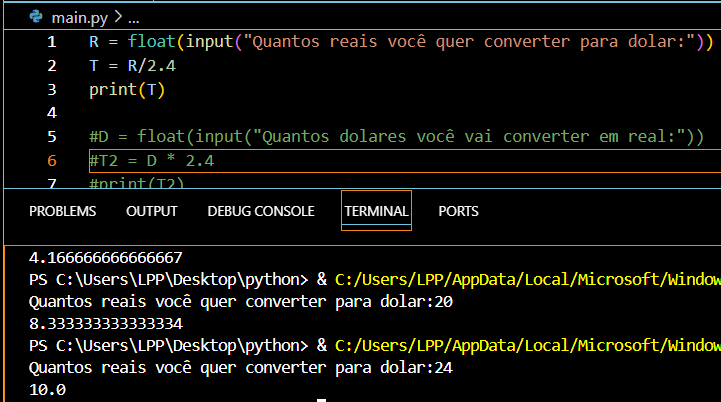 main.py > ...
1 R = float(input("Quantos reais você quer converter para dolar:"))
2 T = R/2.4
3 print(T)
4
5 #D = float(input("Quantos dolares você vai converter em real:"))
6 #T2 = D * 2.4
7 #print(T2)
PROBLEMS OUTPUT DEBUG CONSOLE TERMINAL PORTS
4.166666666666667
PS C:\Users\LPP\Desktop\python> & C:/Users/LPP/AppData/Local/Microsoft/Window
Quantos reais você quer converter para dolar:20
8.333333333333334
PS C:\Users\LPP\Desktop\python> & C:/Users/LPP/AppData/Local/Microsoft/Window
Quantos reais você quer converter para dolar:24
10.0